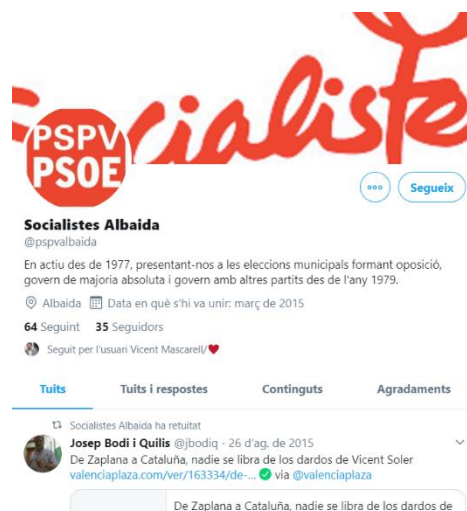 Socialiste
PSPV
PSOE
Segueix
Socialistes Albaida
@pspvalbaida
En actiu des de 1977, presentant-nos a les eleccions municipals formant oposició,
govern de majoria absoluta i govern amb altres partits des de l'any 1979.
Albaida Data en què s'hi va unir: març de 2015
64 Seguint 35 Seguidors
Seguit per l'usuari Vicent Mascarell/
Tuits Tuits i respostes Continguts Agradaments
Socialistes Albaida ha retuitat
Josep Bodi i Quilis @jbodiq · 26 d'ag. de 2015
De Zaplana a Cataluña, nadie se libra de los dardos de Vicent Soler
valenciaplaza.com/ver/163334/de-... via @valenciaplaza
De Zaplana a Cataluña, nadie se libra de los dardos de